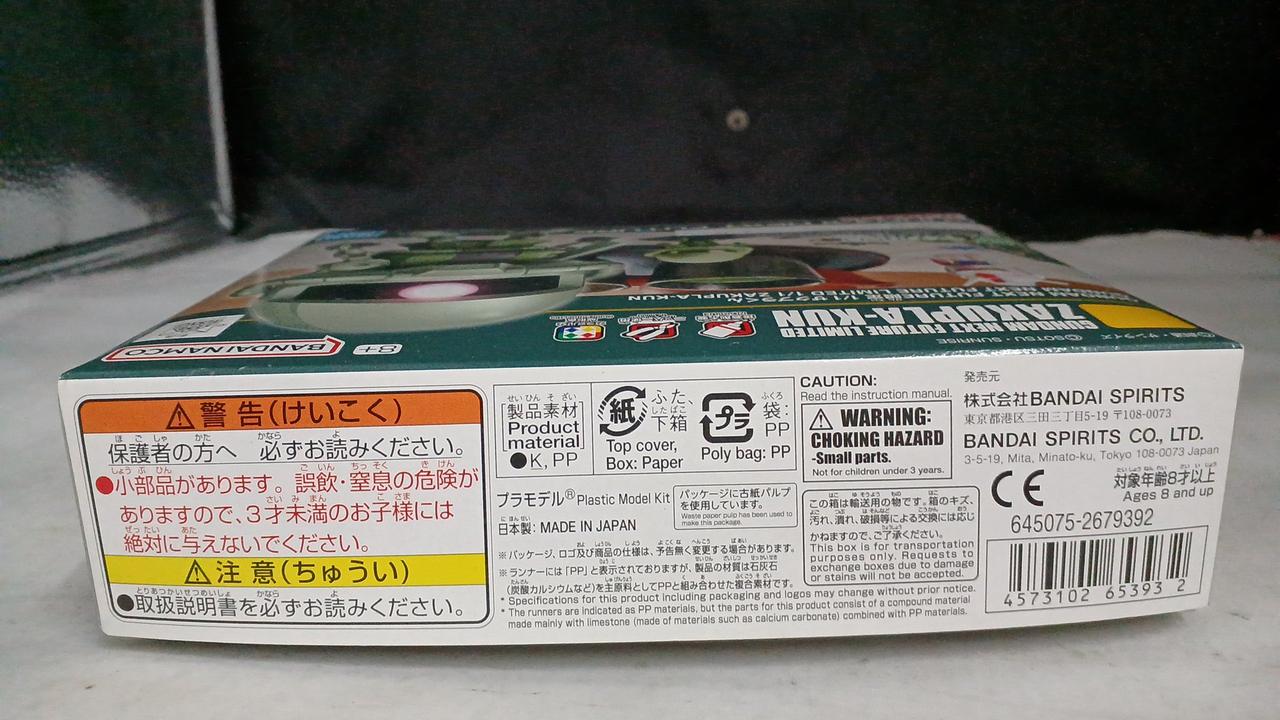 BANDAI NAMCO
8+
GUNDAM NEXT FUTURE LIMITED
ZAKUPLA-KUN
©SOTSU・SUNRISE
©創通・サンライズ
警告(けいこく)
保護者の方へ 必ずお読みください。
●小部品があります。誤飲・窒息の危険が
ありますので、3才未満のお子様には
絶対に与えないでください。
注意(ちゅうい)
●取扱説明書を必ずお読みください。
製品素材
Product
material
●K, PP
紙
ふた、
下箱
Top cover,
Box: Paper
プラ
袋:
PP
Poly bag: PP
プラモデル® Plastic Model Kit
日本製: MADE IN JAPAN
パッケージに古紙パルプ
を使用しています。
Waste paper pulp has been used to
make this package.
※パッケージ、ロゴ及び商品の仕様は、予告無く変更する場合があります。
※ランナーには「PP」と表示されておりますが、製品の材質は石灰石
(炭酸カルシウムなど)を主原料としてPPと組み合わせた複合素材です。
* Specifications for this product including packaging and logos may change without prior notice.
* The runners are indicated as PP materials, but the parts for this product consist of a compound material
made mainly with limestone (made of materials such as calcium carbonate) combined with PP materials.
CAUTION:
Read the instruction manual.
WARNING:
CHOKING HAZARD
-Small parts.
Not for children under 3 years.
この箱は輸送用の物です。箱のキズ、
汚れ、潰れ、破損等による交換には応じ
かねますので、ご了承ください。
This box is for transportation
purposes only. Requests to
exchange boxes due to damage
or stains will not be accepted.
発売元
株式会社BANDAI SPIRITS
東京都港区三田三丁目5-19 〒108-0073
BANDAI SPIRITS CO., LTD.
3-5-19, Mita, Minato-ku, Tokyo 108-0073 Japan
CE
対象年齢8才以上
Ages 8 and up
645075-2679392
4573102 65393 2